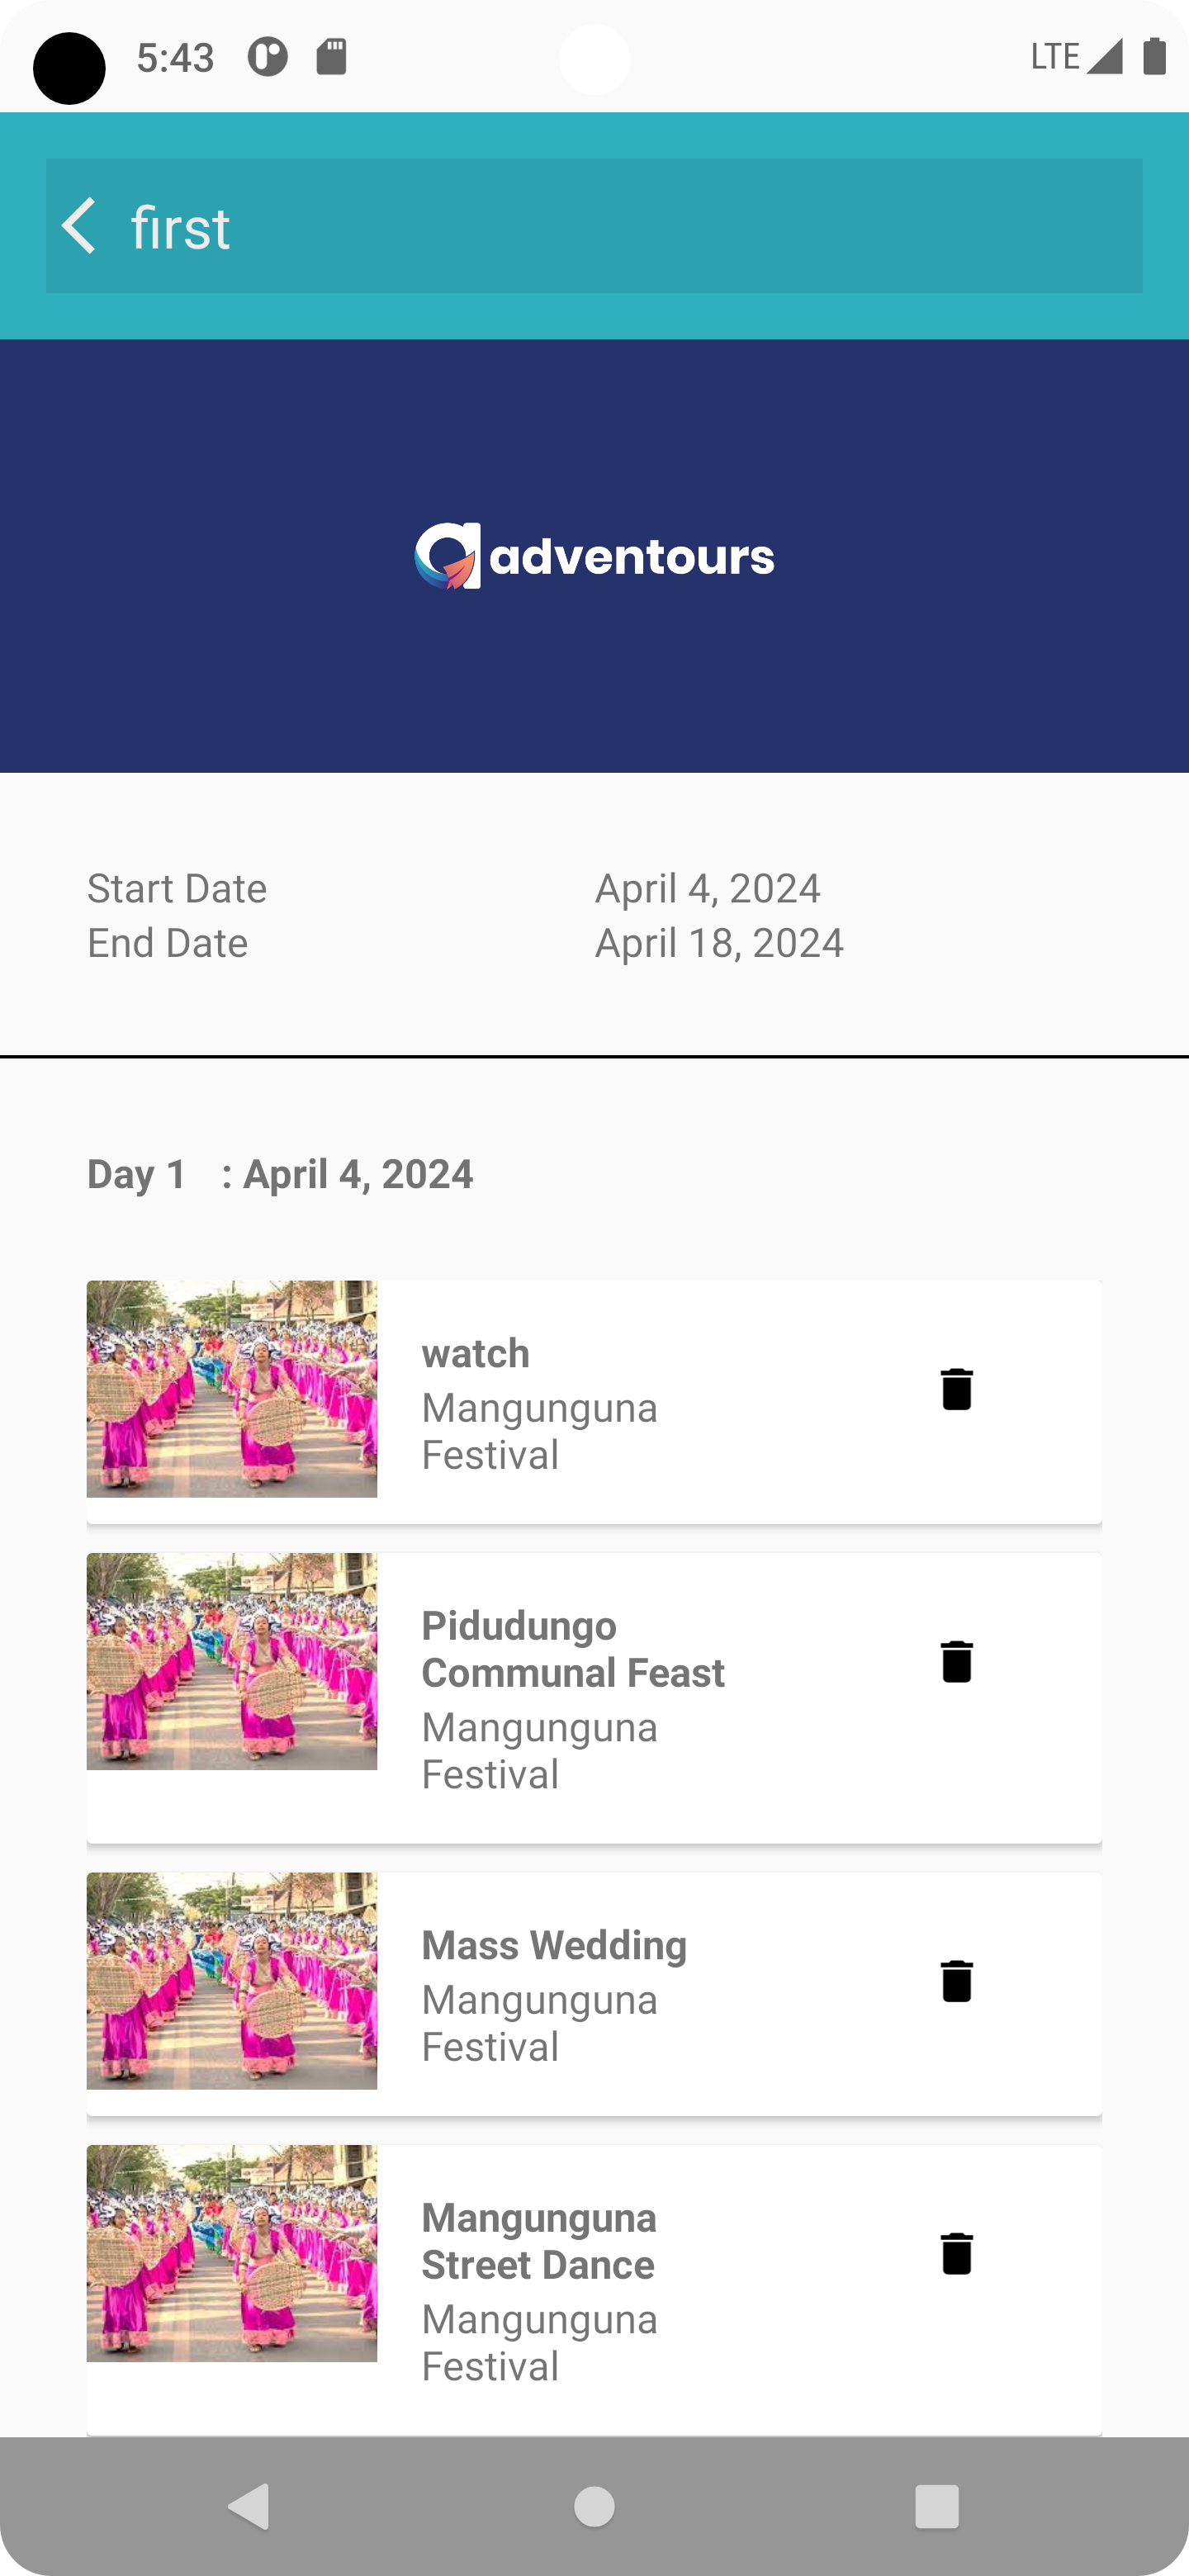 5:43
LTE
first
adventours
Start Date April 4, 2024
End Date April 18, 2024
Day 1 : April 4, 2024
watch
Mangunguna
Festival
Pidudungo
Communal Feast
Mangunguna
Festival
Mass Wedding
Mangunguna
Festival
Mangunguna
Street Dance
Mangunguna
Festival